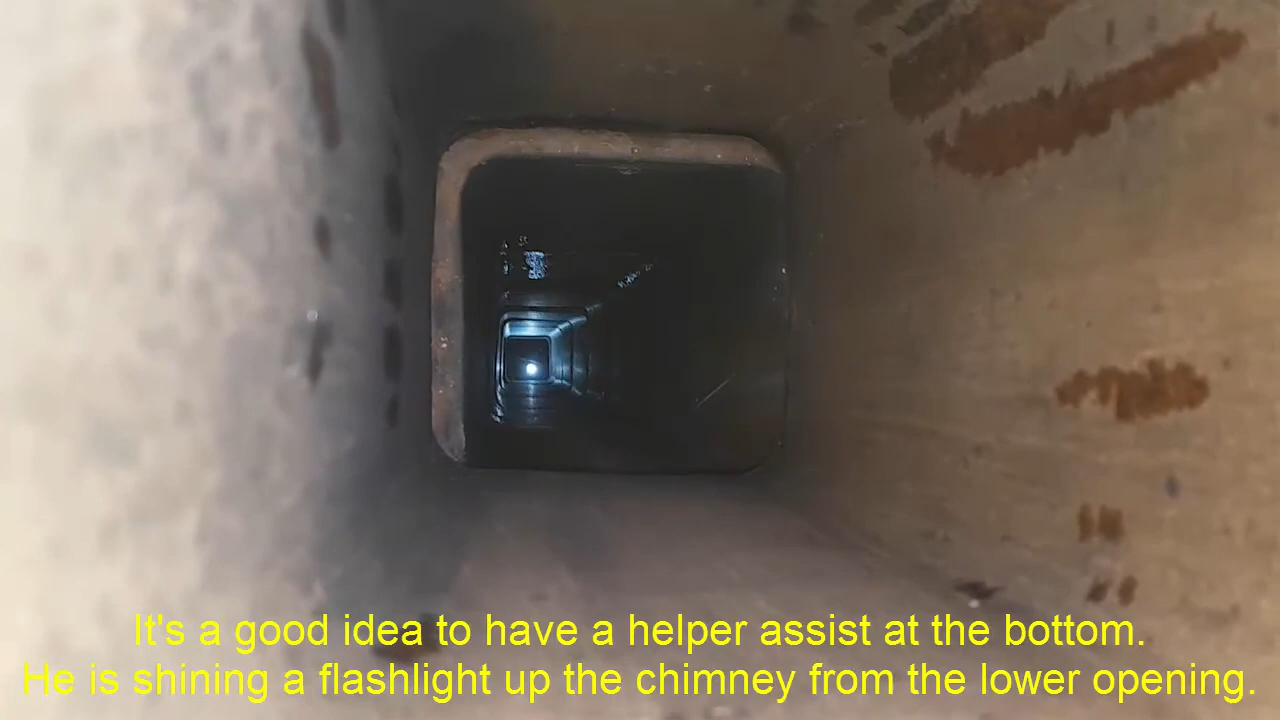 It's a good idea to have a helper assist at the bottom.
He is shining a flashlight up the chimney from the lower opening.